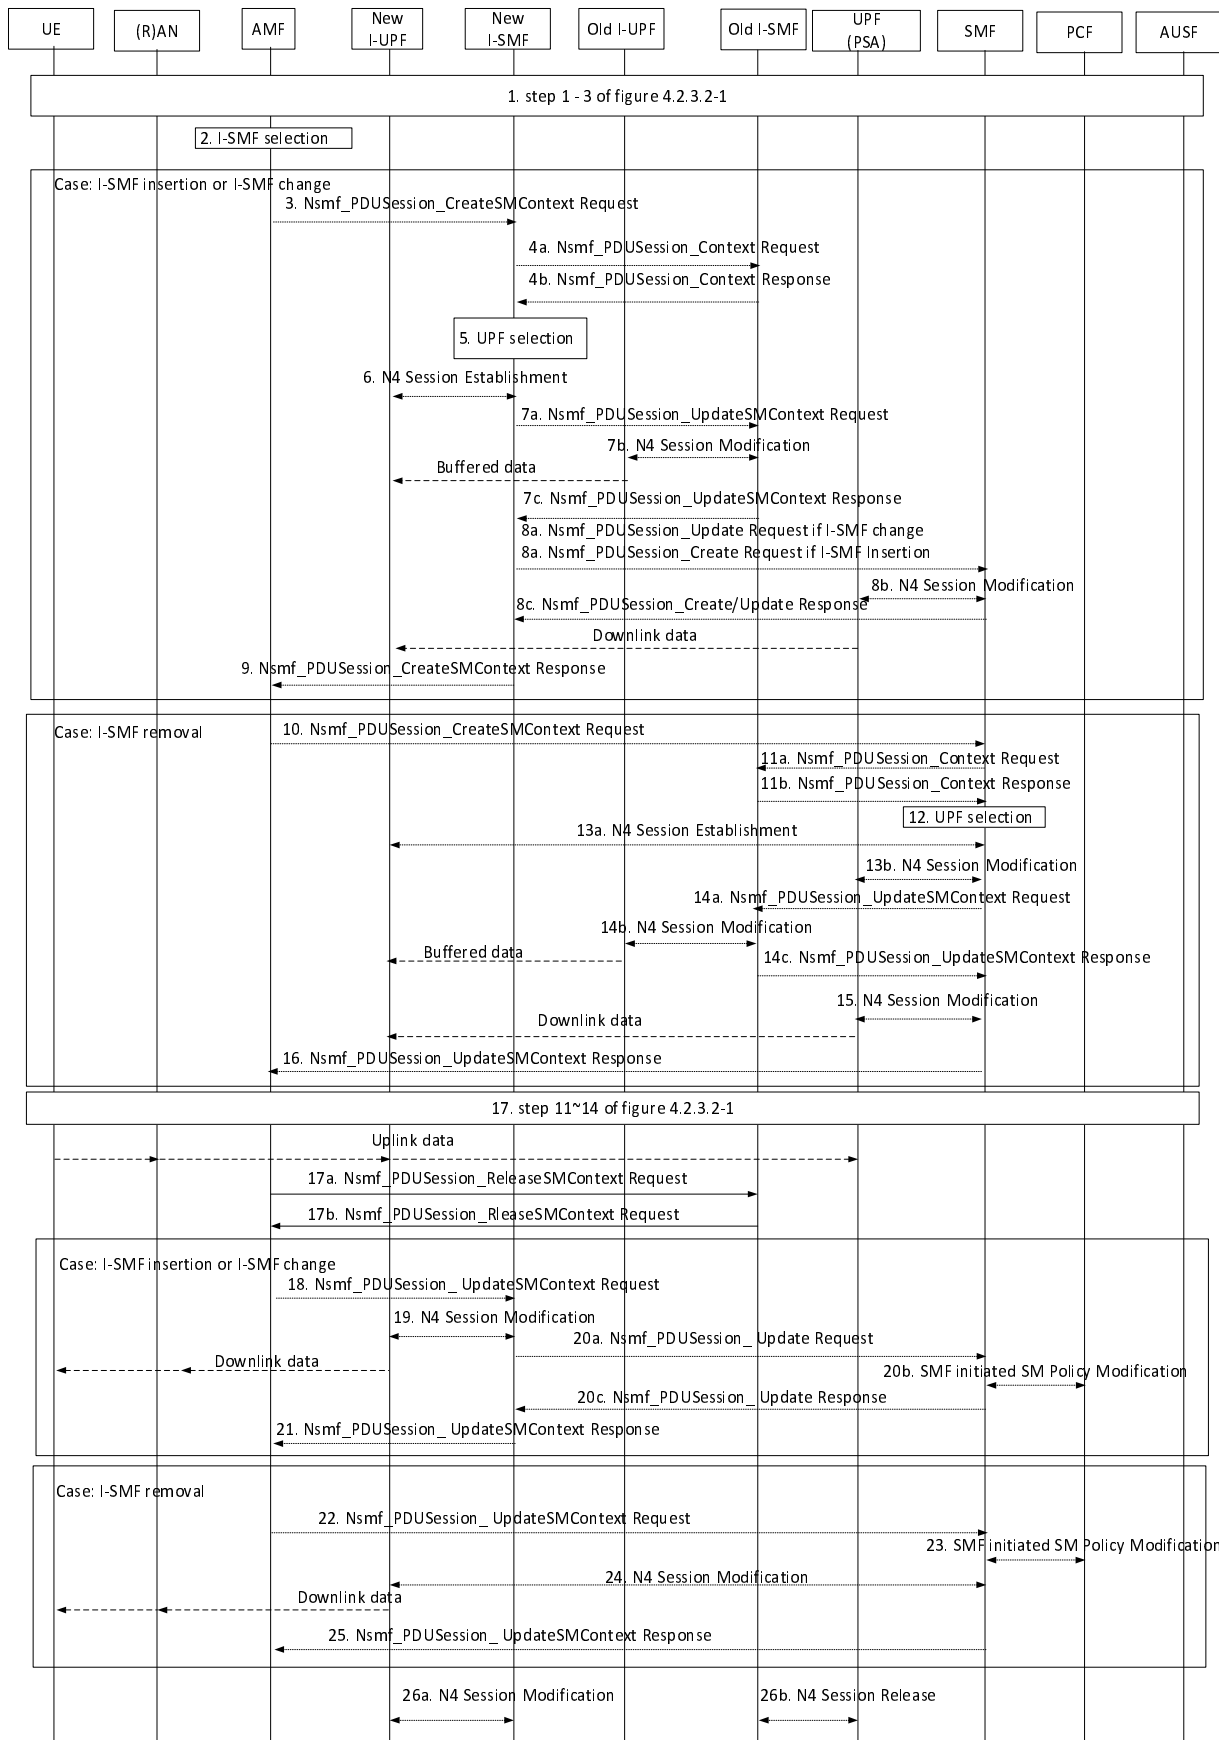 UE
(R)AN
AMF
New
I-UPF
New
I-SMF
Old I-UPF
Old I-SMF
UPF
(PSA)
SMF
PCF
AUSF
1. step 1 - 3 of figure 4.2.3.2-1
2. I-SMF selection
Case: I-SMF insertion or I-SMF change
3. Nsmf_PDUSession_CreateSMContext Request
4a. Nsmf_PDUSession_Context Request
4b. Nsmf_PDUSession_Context Response
5. UPF selection
6. N4 Session Establishment
7a. Nsmf_PDUSession_UpdateSMContext Request
7b. N4 Session Modification
Buffered data
7c. Nsmf_PDUSession_UpdateSMContext Response
8a. Nsmf_PDUSession_Update Request if I-SMF change
8a. Nsmf_PDUSession_Create Request if I-SMF Insertion
8b. N4 Session Modification
8c. Nsmf_PDUSession_Create/Update Response
Downlink data
9. Nsmf_PDUSession_CreateSMContext Response
Case: I-SMF removal
10. Nsmf_PDUSession_CreateSMContext Request
11a. Nsmf_PDUSession_Context Request
11b. Nsmf_PDUSession_Context Response
12. UPF selection
13a. N4 Session Establishment
13b. N4 Session Modification
14a. Nsmf_PDUSession_UpdateSMContext Request
14b. N4 Session Modification
Buffered data
14c. Nsmf_PDUSession_UpdateSMContext Response
15. N4 Session Modification
Downlink data
16. Nsmf_PDUSession_UpdateSMContext Response
17. step 11~14 of figure 4.2.3.2-1
Uplink data
17a. Nsmf_PDUSession_ReleaseSMContext Request
17b. Nsmf_PDUSession_RleaseSMContext Request
Case: I-SMF insertion or I-SMF change
18. Nsmf_PDUSession_ UpdateSMContext Request
19. N4 Session Modification
20a. Nsmf_PDUSession_ Update Request
Downlink data
20b. SMF initiated SM Policy Modification
20c. Nsmf_PDUSession_ Update Response
21. Nsmf_PDUSession_ UpdateSMContext Response
Case: I-SMF removal
22. Nsmf_PDUSession_ UpdateSMContext Request
23. SMF initiated SM Policy Modification
24. N4 Session Modification
Downlink data
25. Nsmf_PDUSession_ UpdateSMContext Response
26a. N4 Session Modification
26b. N4 Session Release